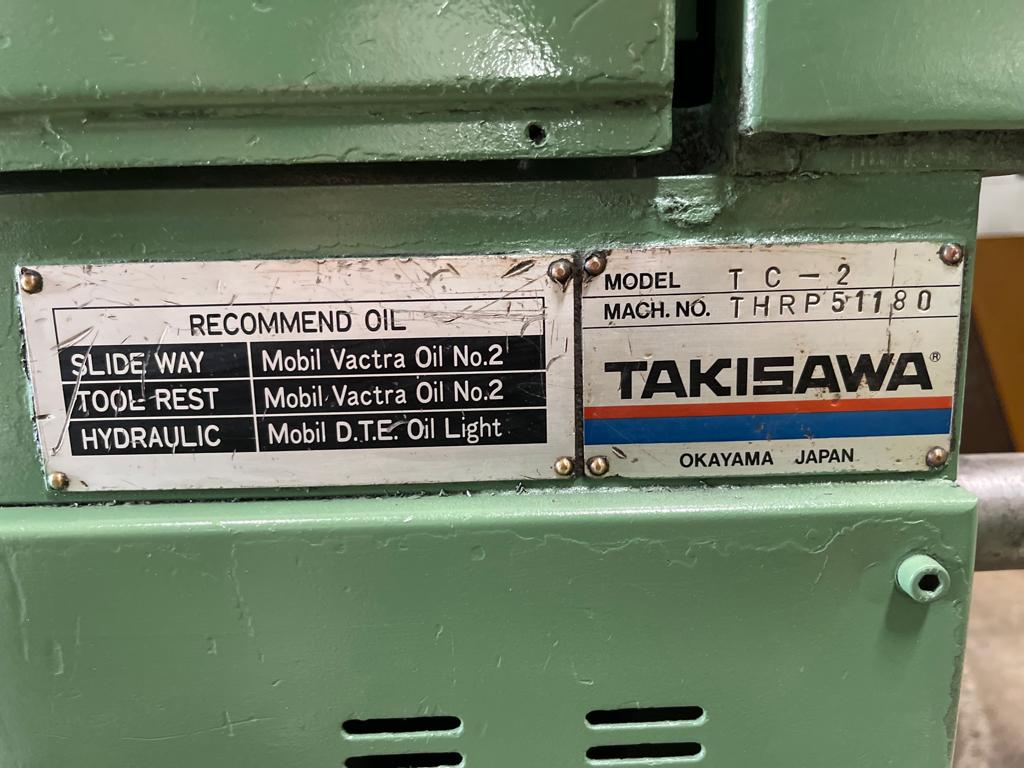 RECOMMEND OIL
SLIDE WAY Mobil Vactra Oil No.2
TOOL REST Mobil Vactra Oil No.2
HYDRAULIC Mobil D.T.E. Oil Light
MODEL TC-2
MACH. NO. THRP51180
TAKISAWA®
OKAYAMA JAPAN